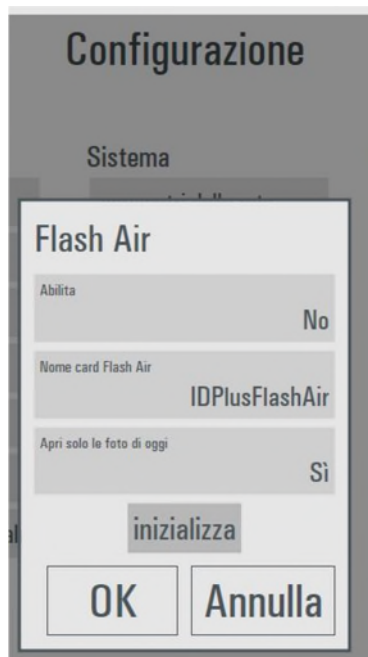 Configurazione
Sistema
Flash Air
Abilita
No
Nome card Flash Air
IDPlusFlashAir
Apri solo le foto di oggi
Sì
al
inizializza
OK
Annulla